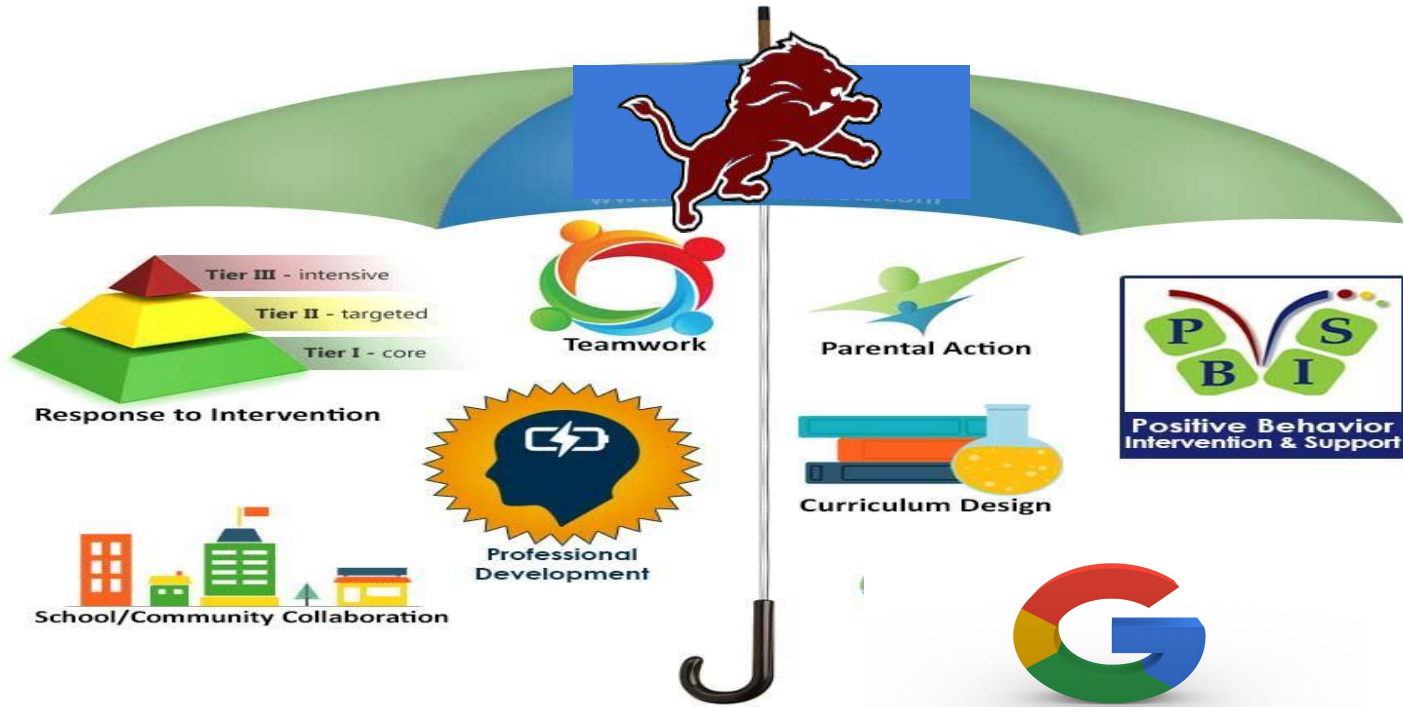 Tier III - intensive
Tier II - targeted
Tier I - core
Response to Intervention
Teamwork
Parental Action
P
B
I
S
Positive Behavior
Intervention & Support
Professional
Development
Curriculum Design
School/Community Collaboration
G